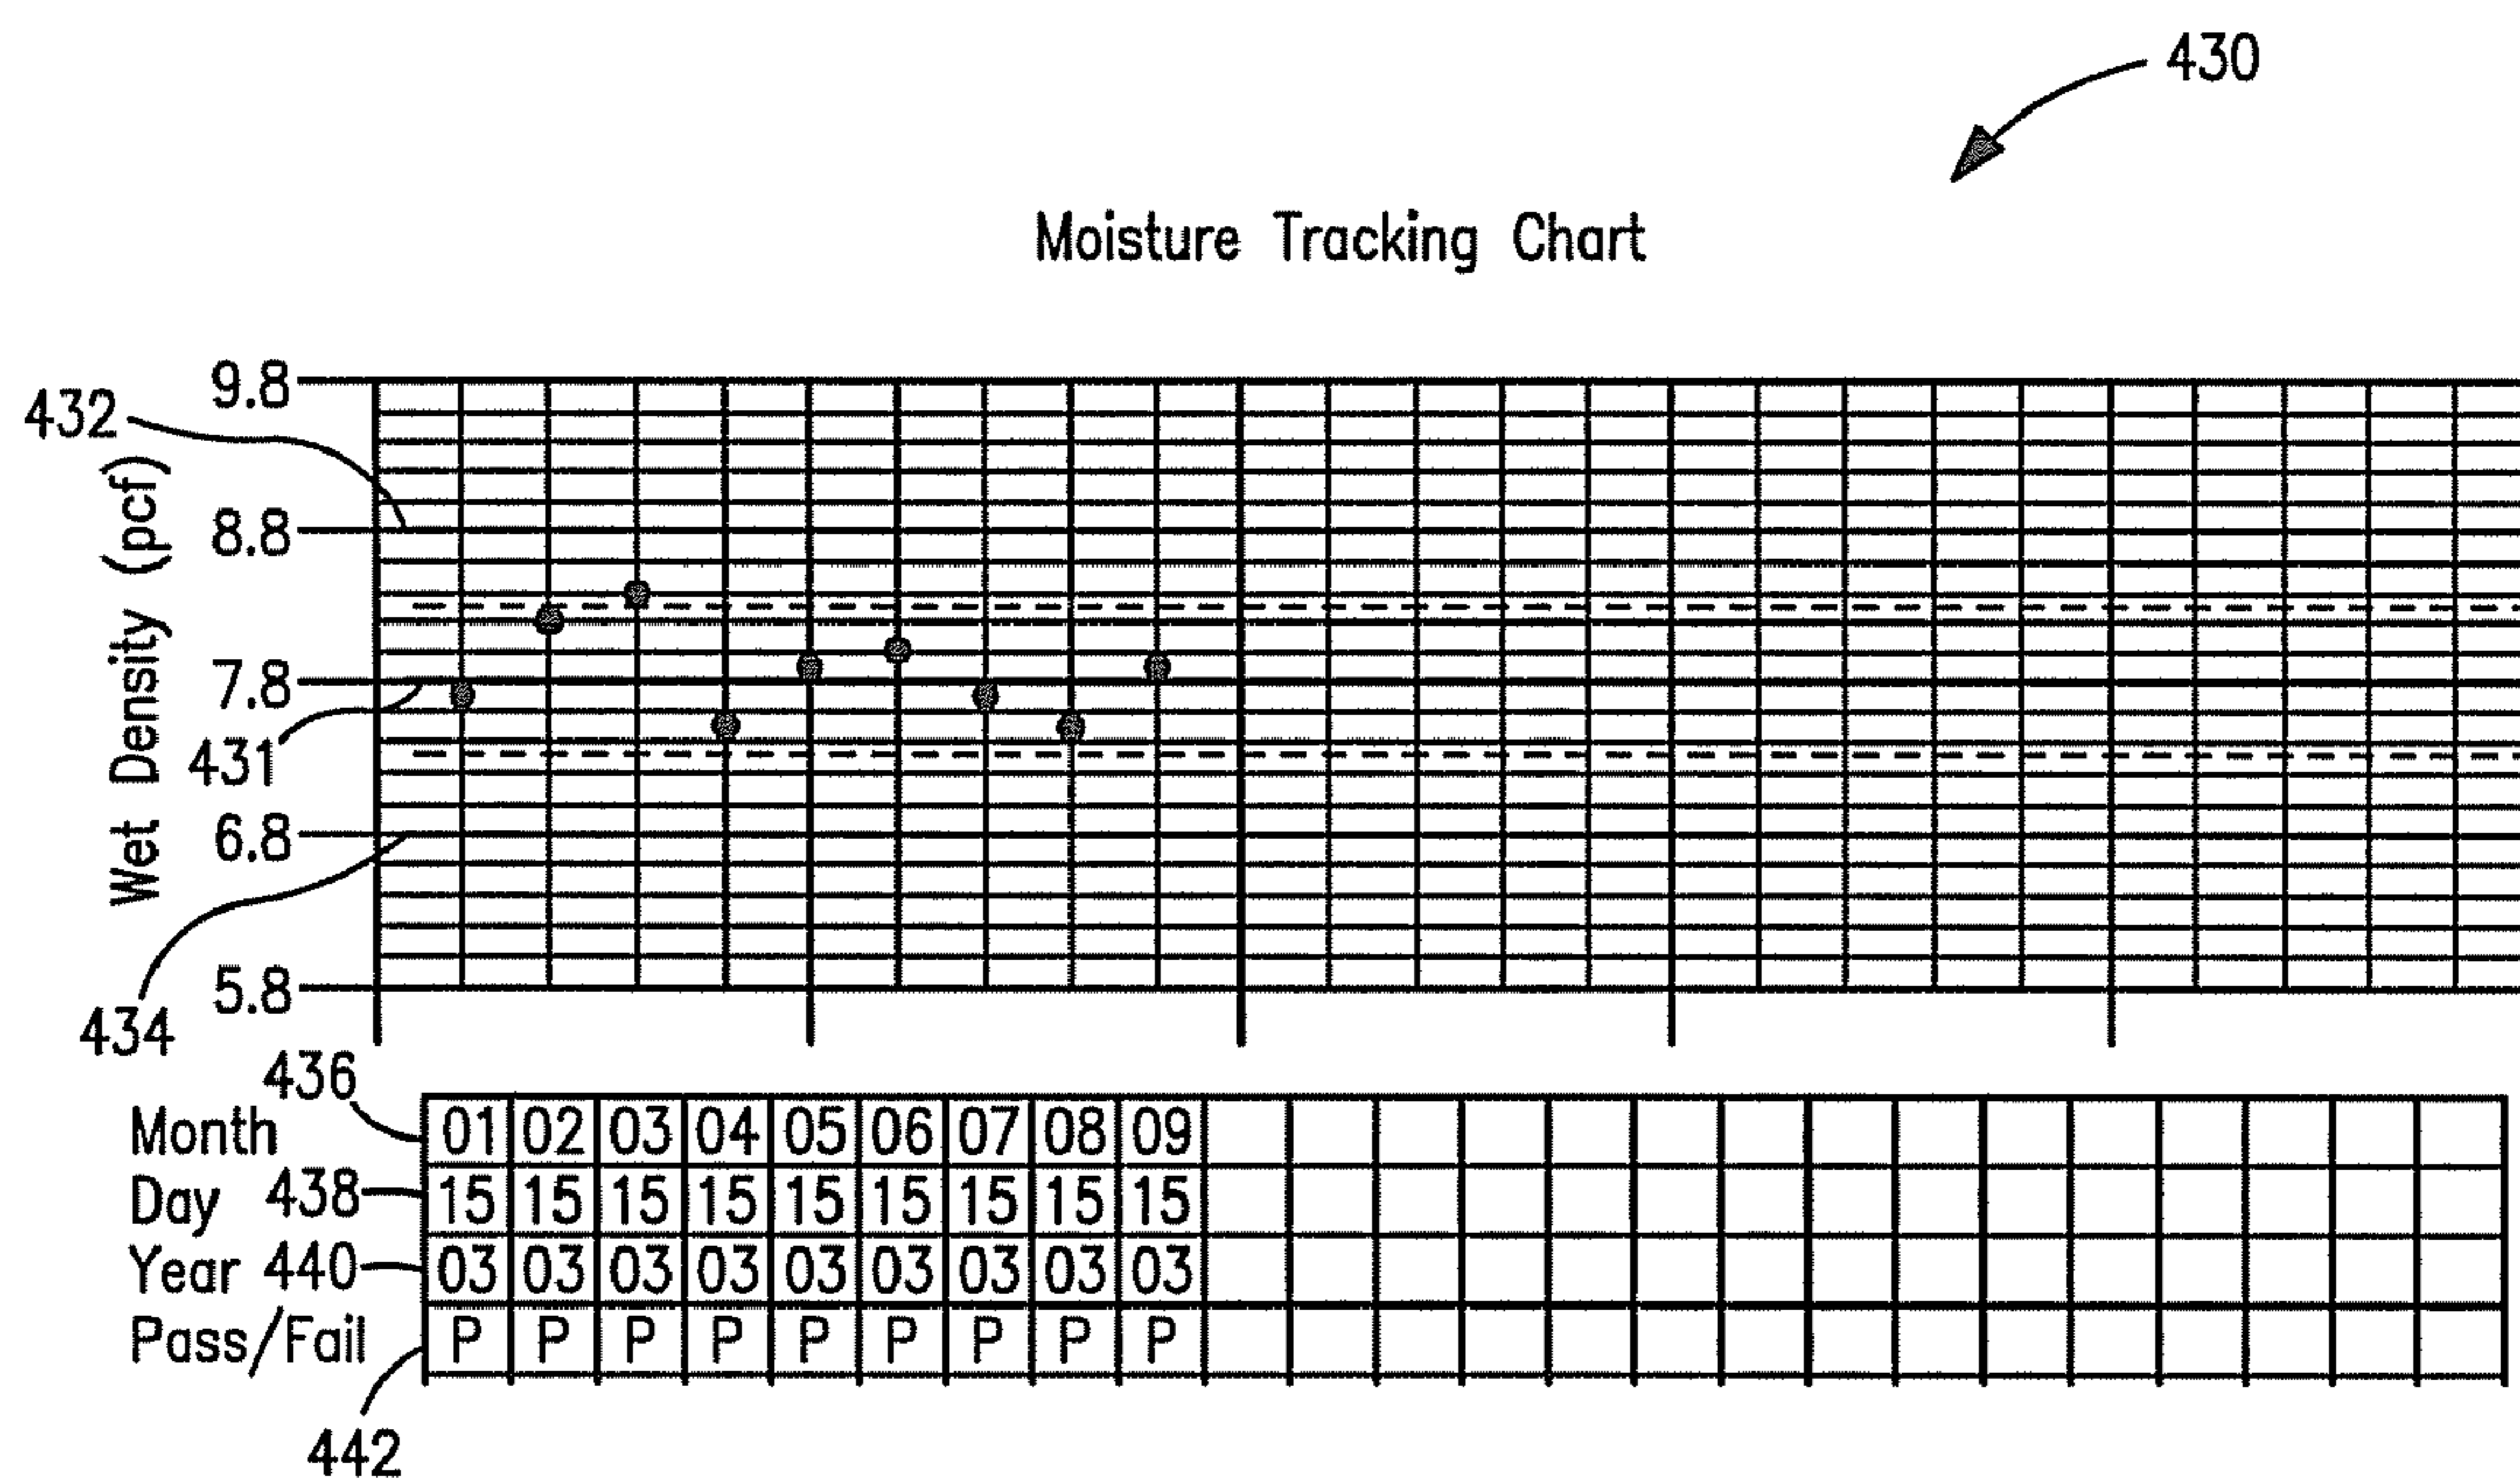 430
Moisture Tracking Chart
9.8
432
8.8
Wet Density (pcf)
7.8
431
6.8
5.8
434
436
Month 01 02 03 04 05 06 07 08 09
Day 438 15 15 15 15 15 15 15 15 15
Year 440 03 03 03 03 03 03 03 03 03
Pass/Fail P P P P P P P P P
442